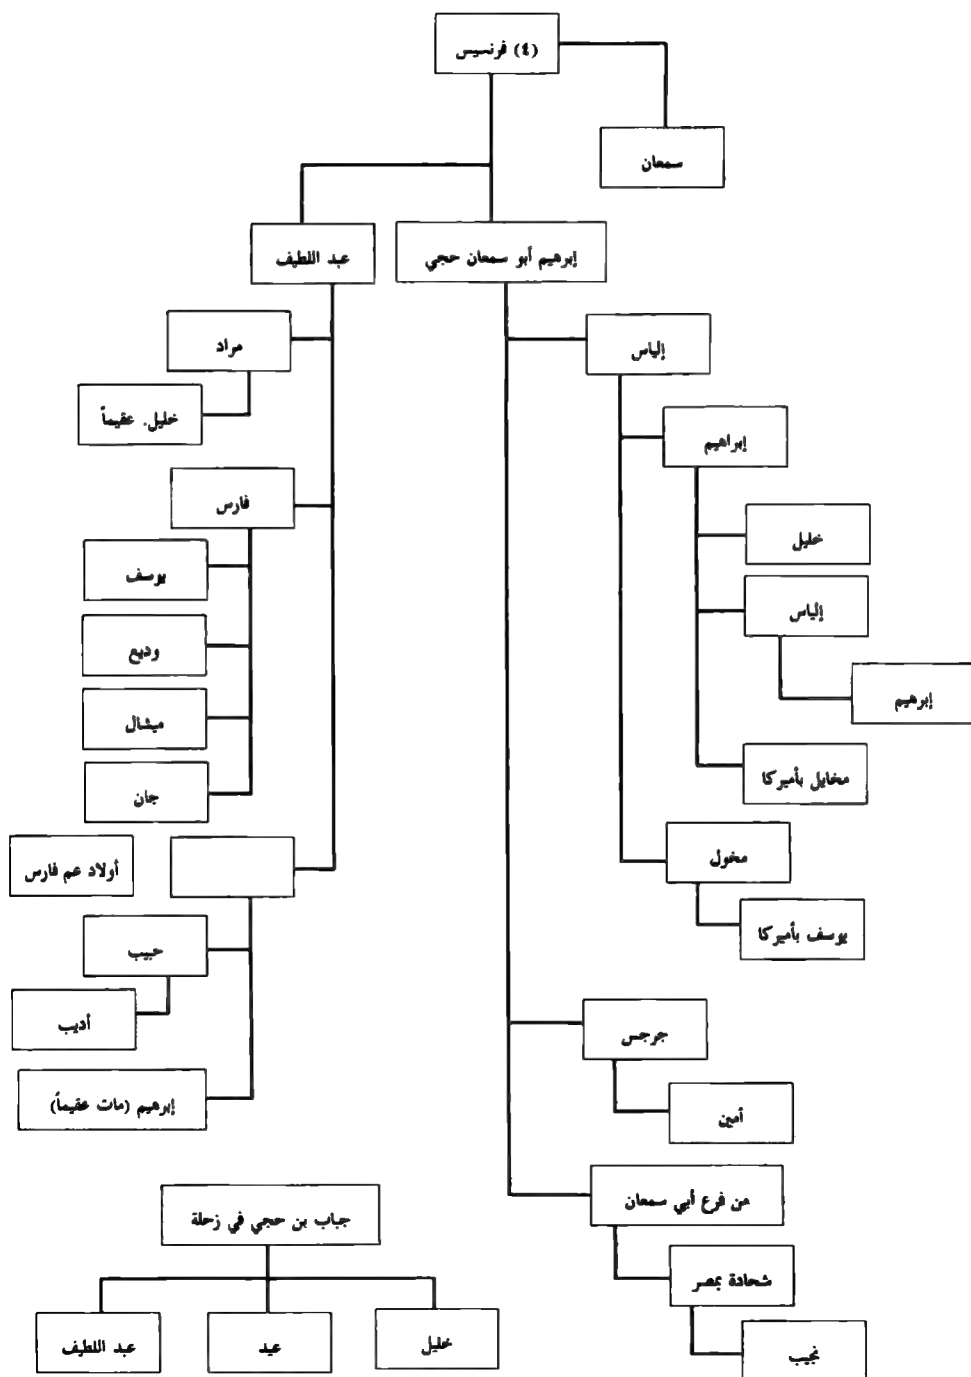 (٤) فرنسيس
سمعان
إبرهيم أبو سمعان حجي
عبد اللطيف
إلياس
إبراهيم
خليل
إلياس
إبرهيم
مخايل بأميركا
مخول
يوسف بأميركا
جرجس
أمين
من فرع أبي سمعان
شحادة بمصر
نجيب
مراد
خليل. عقيماً
فارس
يوسف
وديع
ميشال
جان
أولاد عم فارس
حبيب
أديب
إبرهيم (مات عقيماً)
جباب بن حجي في زحلة
خليل
عيد
عبد اللطيف